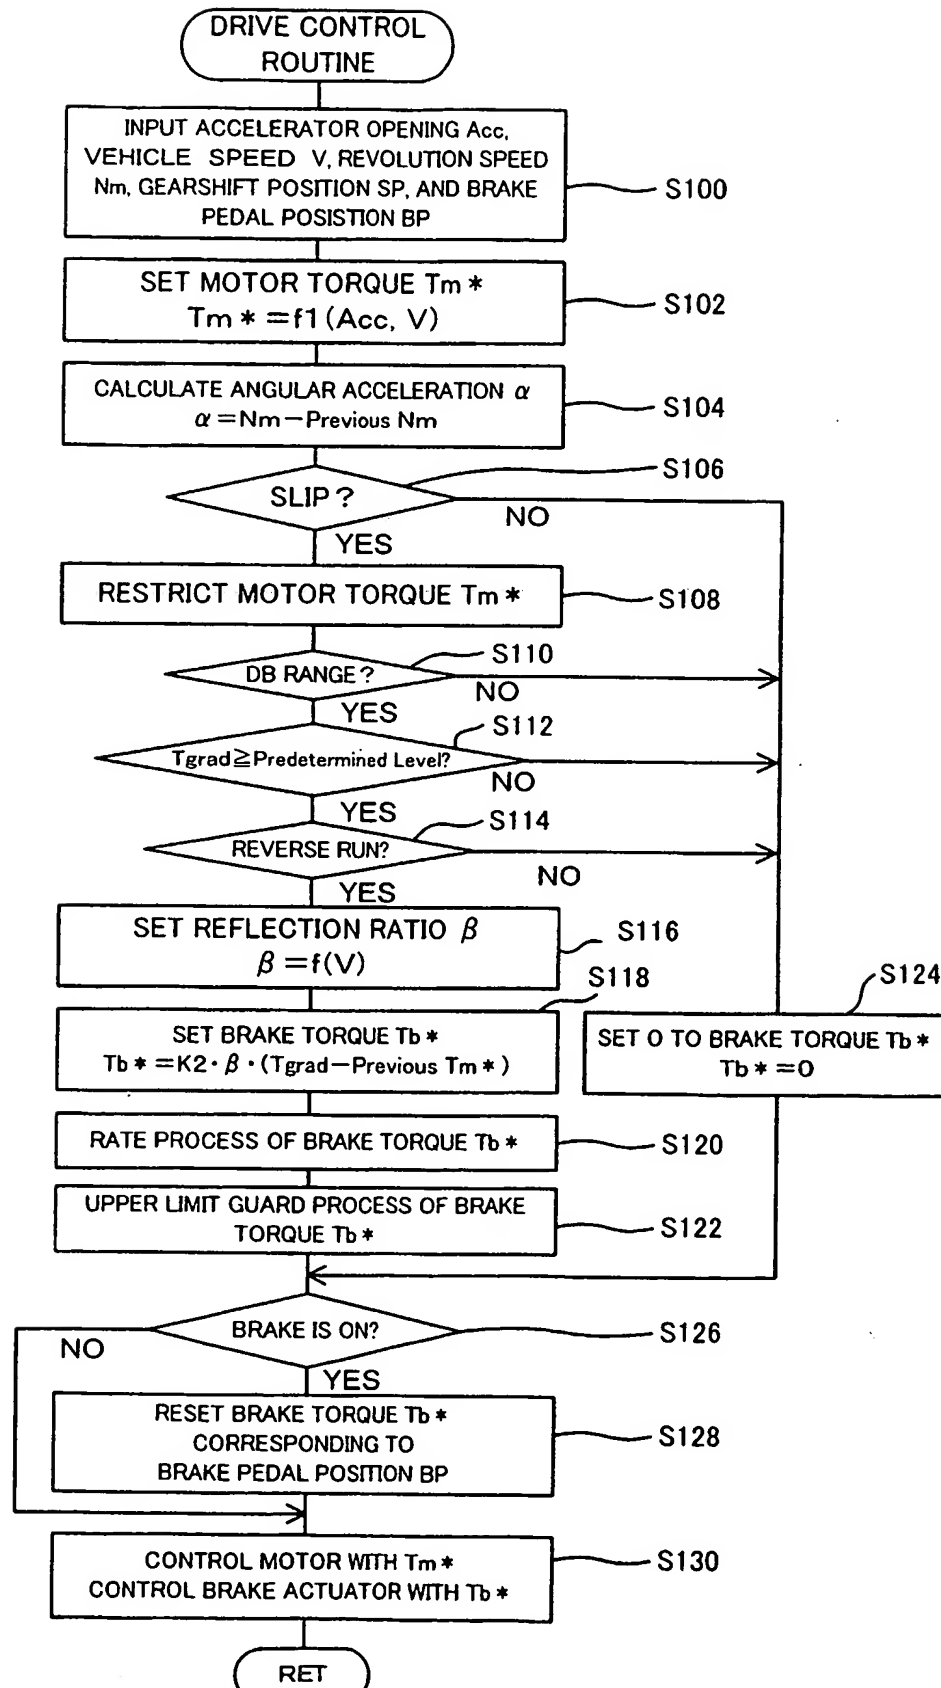 DRIVE CONTROL
ROUTINE
INPUT ACCELERATOR OPENING Acc,
VEHICLE SPEED V, REVOLUTION SPEED
Nm, GEARSHIFT POSITION SP, AND BRAKE
PEDAL POSISTION BP
S100
SET MOTOR TORQUE Tm*
Tm*=f1(Acc, V)
S102
CALCULATE ANGULAR ACCELERATION α
α=Nm−Previous Nm
S104
SLIP?
S106
NO
YES
RESTRICT MOTOR TORQUE Tm*
S108
DB RANGE?
S110
NO
YES
Tgrad≧Predetermined Level?
S112
NO
YES
REVERSE RUN?
S114
NO
YES
SET REFLECTION RATIO β
β=f(V)
S116
SET BRAKE TORQUE Tb*
Tb*=K2·β·(Tgrad−Previous Tm*)
S118
SET 0 TO BRAKE TORQUE Tb*
Tb*=0
S124
RATE PROCESS OF BRAKE TORQUE Tb*
S120
UPPER LIMIT GUARD PROCESS OF BRAKE
TORQUE Tb*
S122
BRAKE IS ON?
S126
NO
YES
RESET BRAKE TORQUE Tb*
CORRESPONDING TO
BRAKE PEDAL POSITION BP
S128
CONTROL MOTOR WITH Tm*
CONTROL BRAKE ACTUATOR WITH Tb*
S130
RET